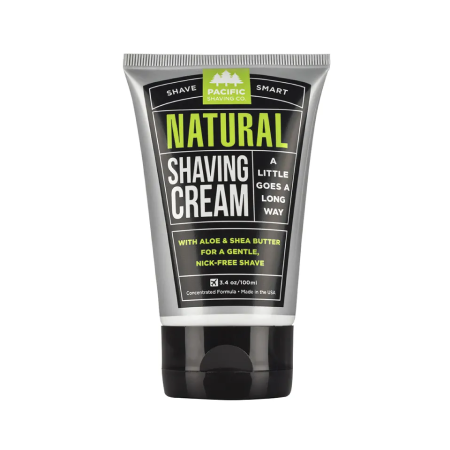 SHAVE
PACIFIC
SHAVING CO.
SMART
NATURAL
SHAVING
CREAM
A
LITTLE
GOES A
LONG
WAY
WITH ALOE & SHEA BUTTER
FOR A GENTLE,
NICK-FREE SHAVE
3.4 oz/100ml
Concentrated Formula • Made in the USA